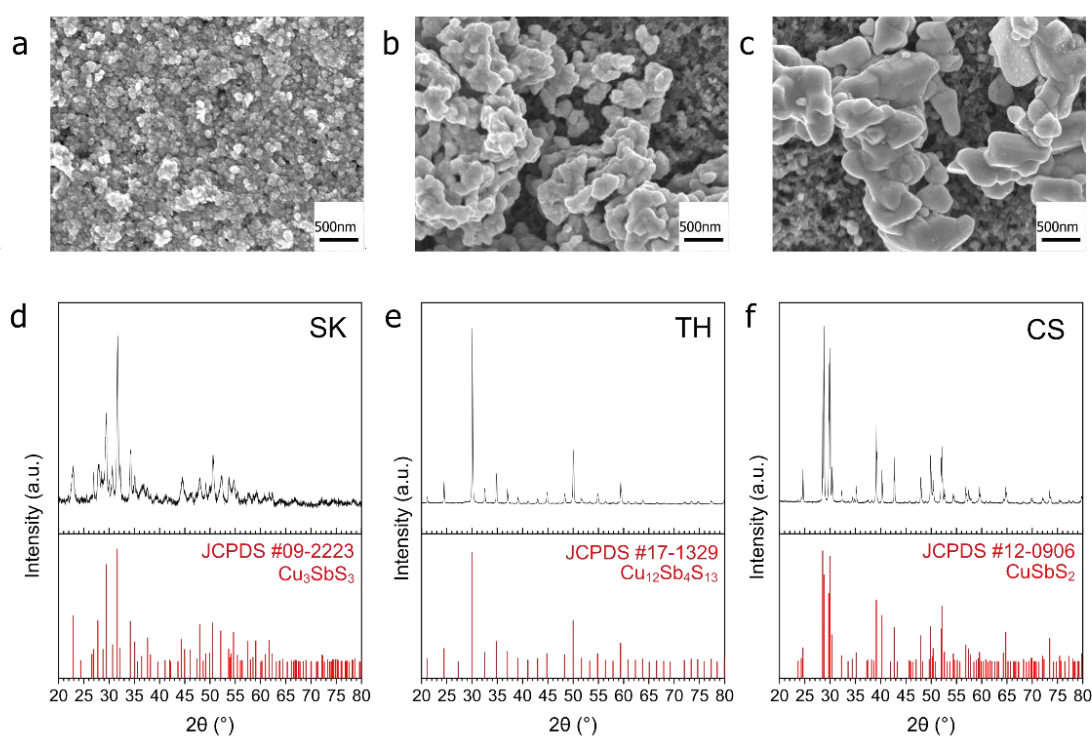 a
b
c
500nm
500nm
500nm
d
e
f
SK
TH
CS
Intensity (a.u.)
Intensity (a.u.)
Intensity (a.u.)
JCPDS #09-2223
Cu₃SbS₃
JCPDS #17-1329
Cu₁₂Sb₄S₁₃
JCPDS #12-0906
CuSbS₂
20 25 30 35 40 45 50 55 60 65 70 75 80
20 25 30 35 40 45 50 55 60 65 70 75 80
20 25 30 35 40 45 50 55 60 65 70 75 80
2θ (°)
2θ (°)
2θ (°)